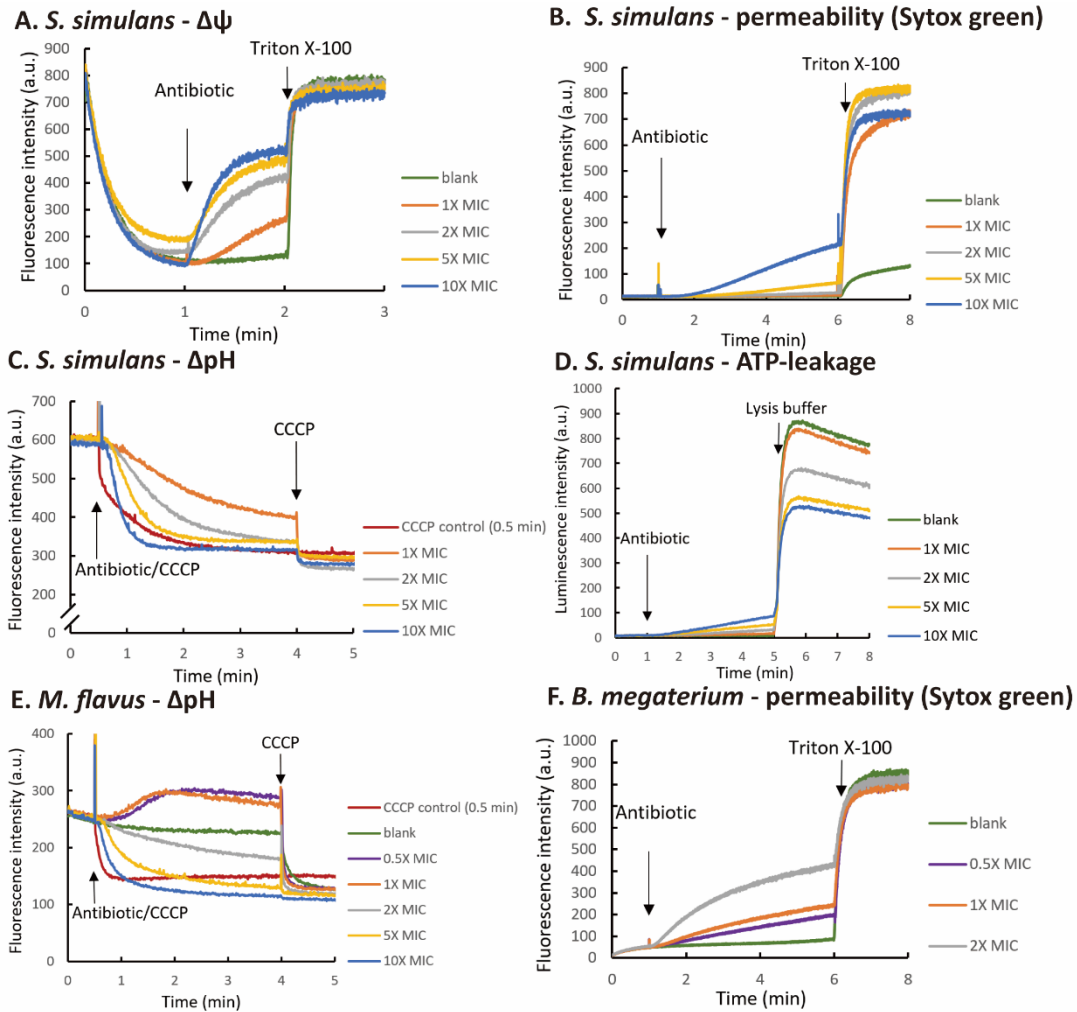 A. S. simulans - Δψ
Fluorescence intensity (a.u.)
900
800
700
600
500
400
300
200
100
0
0
1
2
3
Time (min)
Antibiotic
Triton X-100
blank
1X MIC
2X MIC
5X MIC
10X MIC
B. S. simulans - permeability (Sytox green)
Fluorescence intensity (a.u.)
900
800
700
600
500
400
300
200
100
0
0
2
4
6
8
Time (min)
Antibiotic
Triton X-100
blank
1X MIC
2X MIC
5X MIC
10X MIC
C. S. simulans - ΔpH
Fluorescence intensity (a.u.)
700
600
500
400
300
200
0
0
1
2
3
4
5
Time (min)
Antibiotic/CCCP
CCCP
CCCP control (0.5 min)
1X MIC
2X MIC
5X MIC
10X MIC
D. S. simulans - ATP-leakage
Luminescence intensity (a.u.)
1000
900
800
700
600
500
400
300
200
100
0
0
1
2
3
4
5
6
7
8
Time (min)
Antibiotic
Lysis buffer
blank
1X MIC
2X MIC
5X MIC
10X MIC
E. M. flavus - ΔpH
Fluorescence intensity (a.u.)
400
300
200
100
0
0
1
2
3
4
5
Time (min)
Antibiotic/CCCP
CCCP
CCCP control (0.5 min)
blank
0.5X MIC
1X MIC
2X MIC
5X MIC
10X MIC
F. B. megaterium - permeability (Sytox green)
Fluorescence intensity (a.u.)
1000
900
800
700
600
500
400
300
200
100
0
0
2
4
6
8
Time (min)
Antibiotic
Triton X-100
blank
0.5X MIC
1X MIC
2X MIC